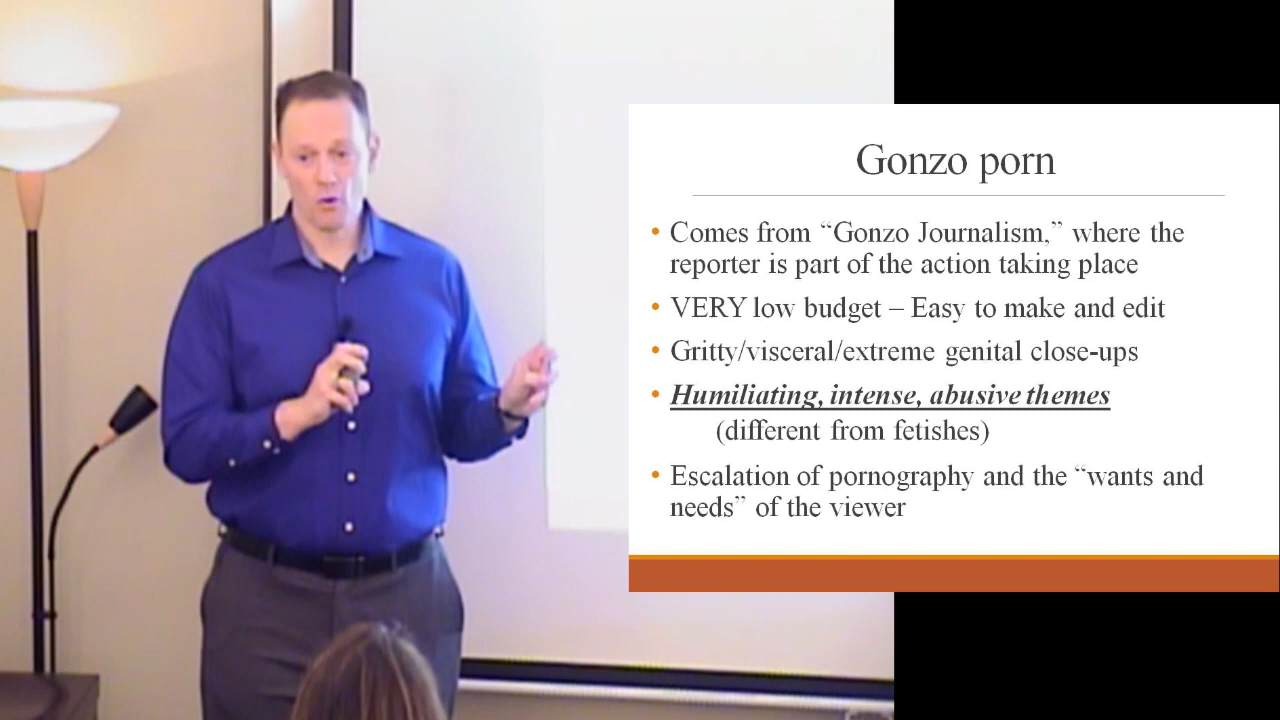 Gonzo porn
• Comes from “Gonzo Journalism,” where the
reporter is part of the action taking place
• VERY low budget – Easy to make and edit
• Gritty/visceral/extreme genital close-ups
• Humiliating, intense, abusive themes
(different from fetishes)
• Escalation of pornography and the “wants and
needs” of the viewer